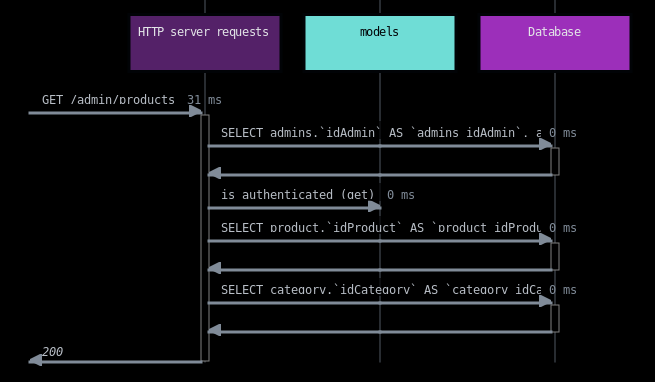 HTTP server requests
models
Database
GET /admin/products 31 ms
SELECT admins.`idAdmin` AS `admins_idAdmin`, a 0 ms
is_authenticated (get) 0 ms
SELECT product.`idProduct` AS `product_idProdu 0 ms
SELECT category.`idCategory` AS `category_idCa 0 ms
200